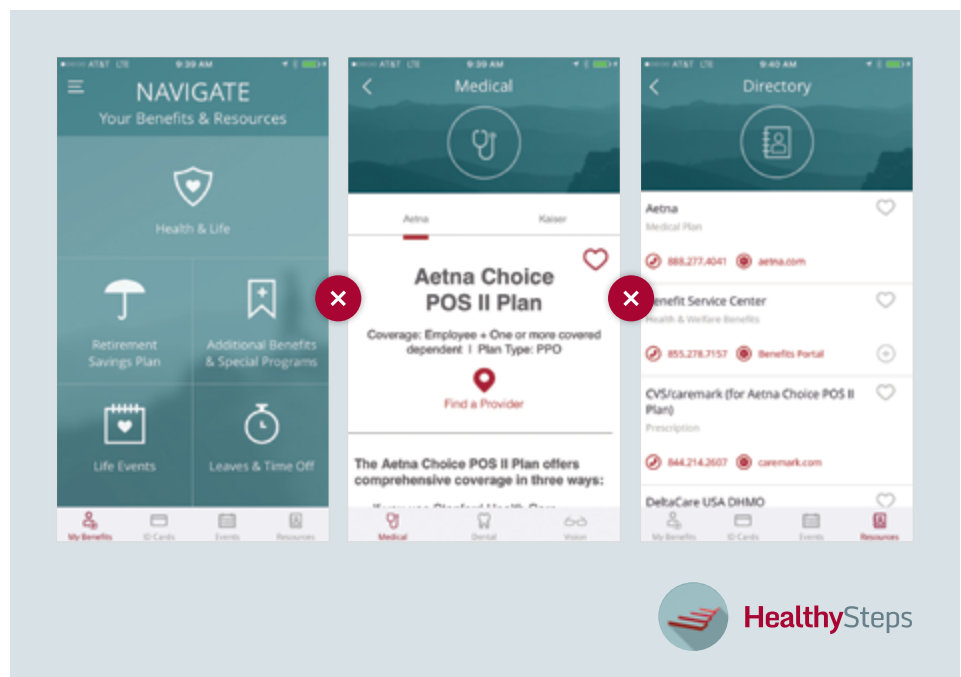 AT&T LTE 9:39 AM
NAVIGATE
Your Benefits & Resources
Health & Life
Retirement
Savings Plan
Additional Benefits
& Special Programs
Life Events
Leaves & Time Off
My Benefits
ID Cards
Events
Resources
AT&T LTE 9:39 AM
Medical
Aetna
Kaiser
Aetna Choice
POS II Plan
Coverage: Employee + One or more covered
dependent | Plan Type: PPO
Find a Provider
The Aetna Choice POS II Plan offers
comprehensive coverage in three ways:
Medical
Dental
Vision
AT&T LTE 9:40 AM
Directory
Aetna
Medical Plan
888.277.4041 aetna.com
enefit Service Center
Health & Welfare Benefits
855.278.7157 Benefits Portal
CVS/caremark (for Aetna Choice POS II
Plan)
Prescription
844.214.2607 caremark.com
DeltaCare USA DHMO
My Benefits
ID Cards
Events
Resources
HealthySteps